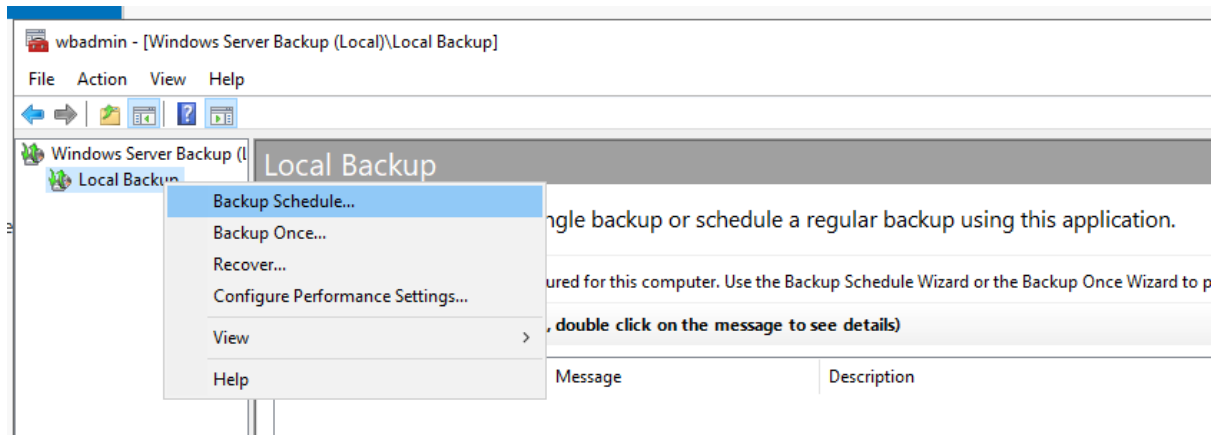 wbadmin - [Windows Server Backup (Local)\Local Backup]
File Action View Help
Windows Server Backup (L
Local Backup
Local Backup
Backup Schedule...
Backup Once...
Recover...
Configure Performance Settings...
View
Help
ngle backup or schedule a regular backup using this application.
ured for this computer. Use the Backup Schedule Wizard or the Backup Once Wizard to p
, double click on the message to see details)
Message Description